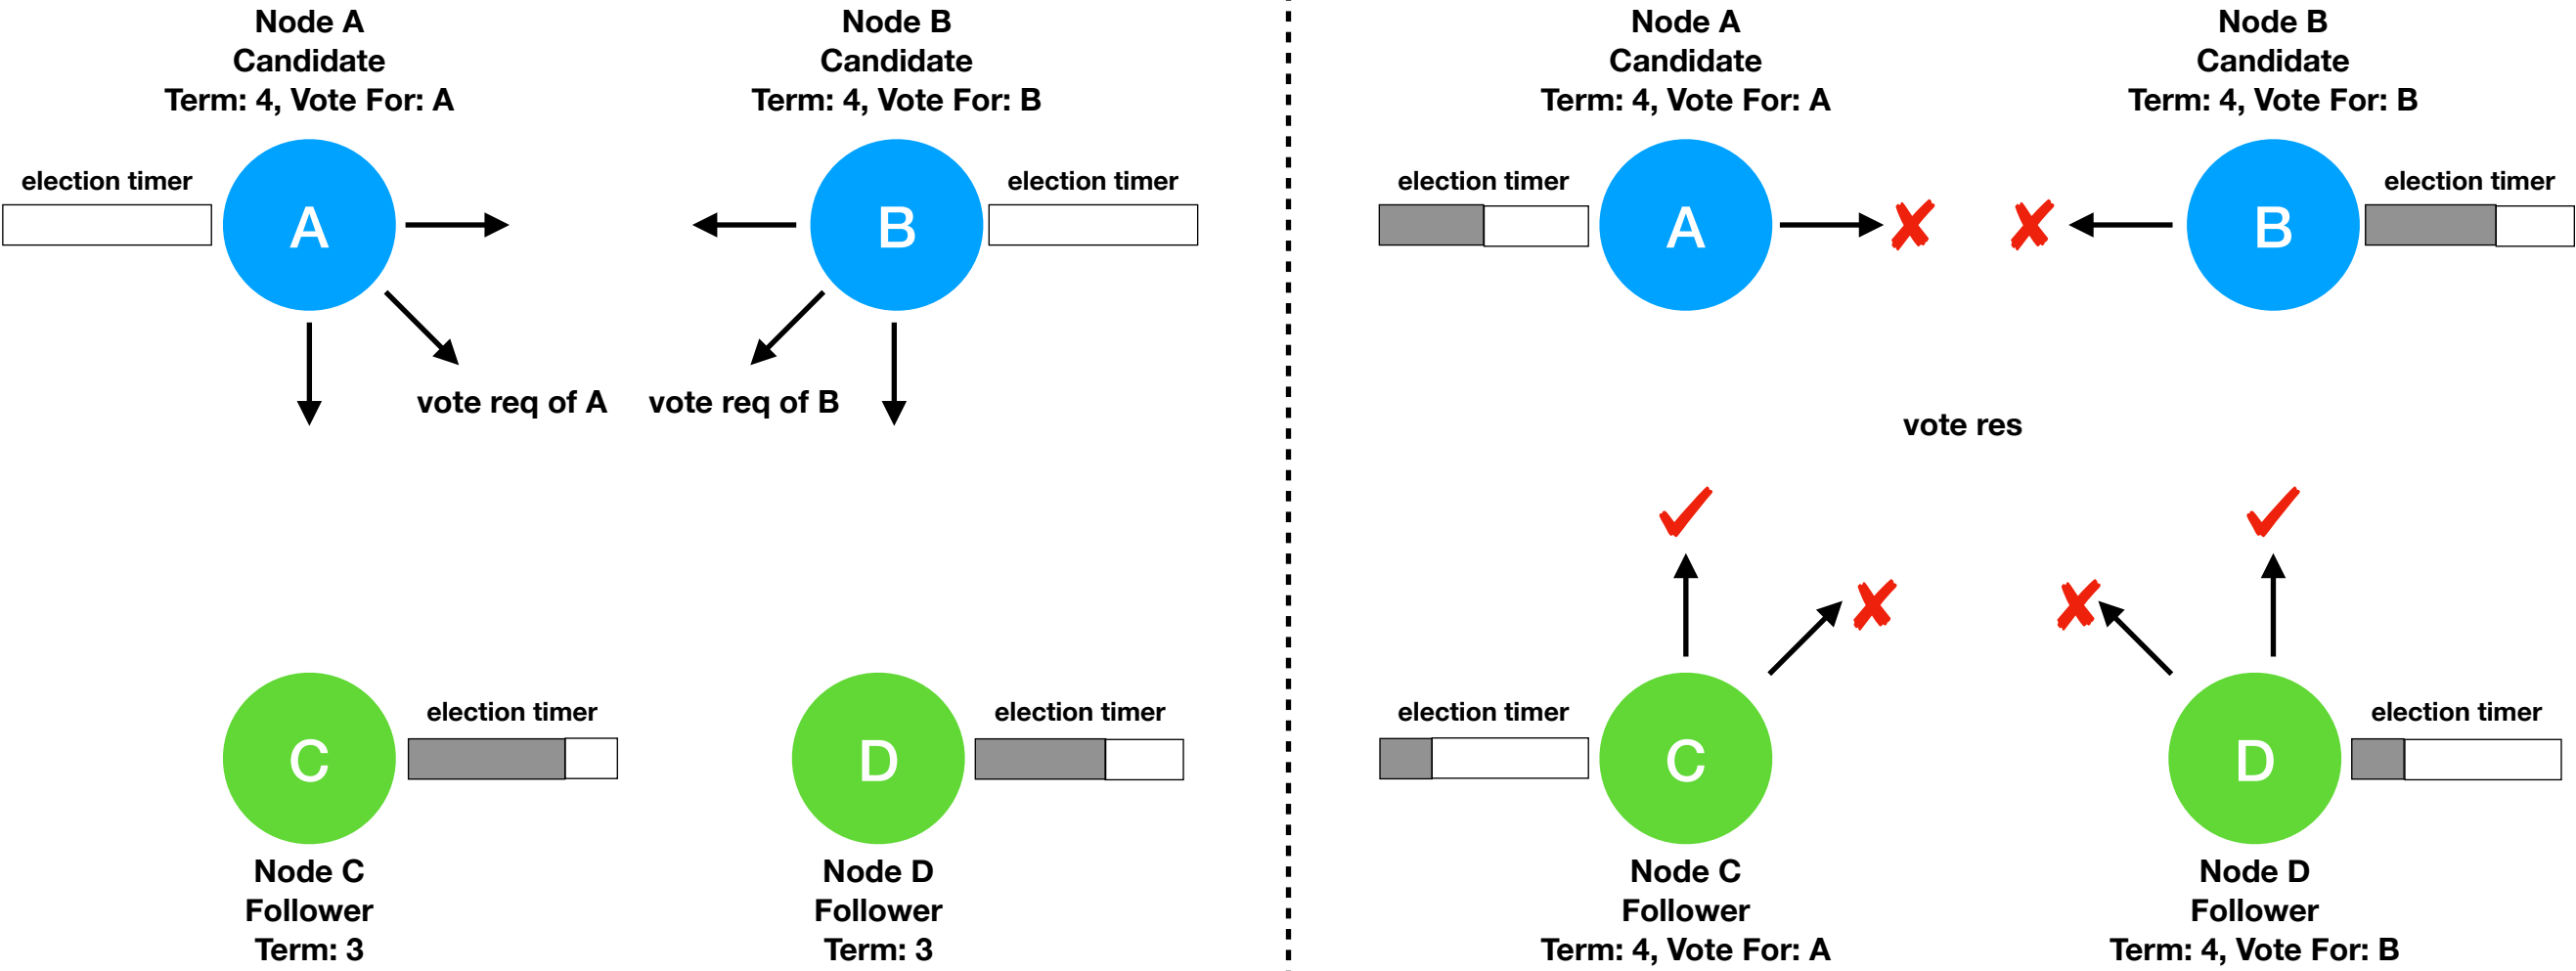 Node A
Candidate
Term: 4, Vote For: A
Node B
Candidate
Term: 4, Vote For: B
election timer
A
B
election timer
vote req of A
vote req of B
C
election timer
D
election timer
Node C
Follower
Term: 3
Node D
Follower
Term: 3
Node A
Candidate
Term: 4, Vote For: A
Node B
Candidate
Term: 4, Vote For: B
election timer
A
B
election timer
vote res
election timer
C
D
election timer
Node C
Follower
Term: 4, Vote For: A
Node D
Follower
Term: 4, Vote For: B